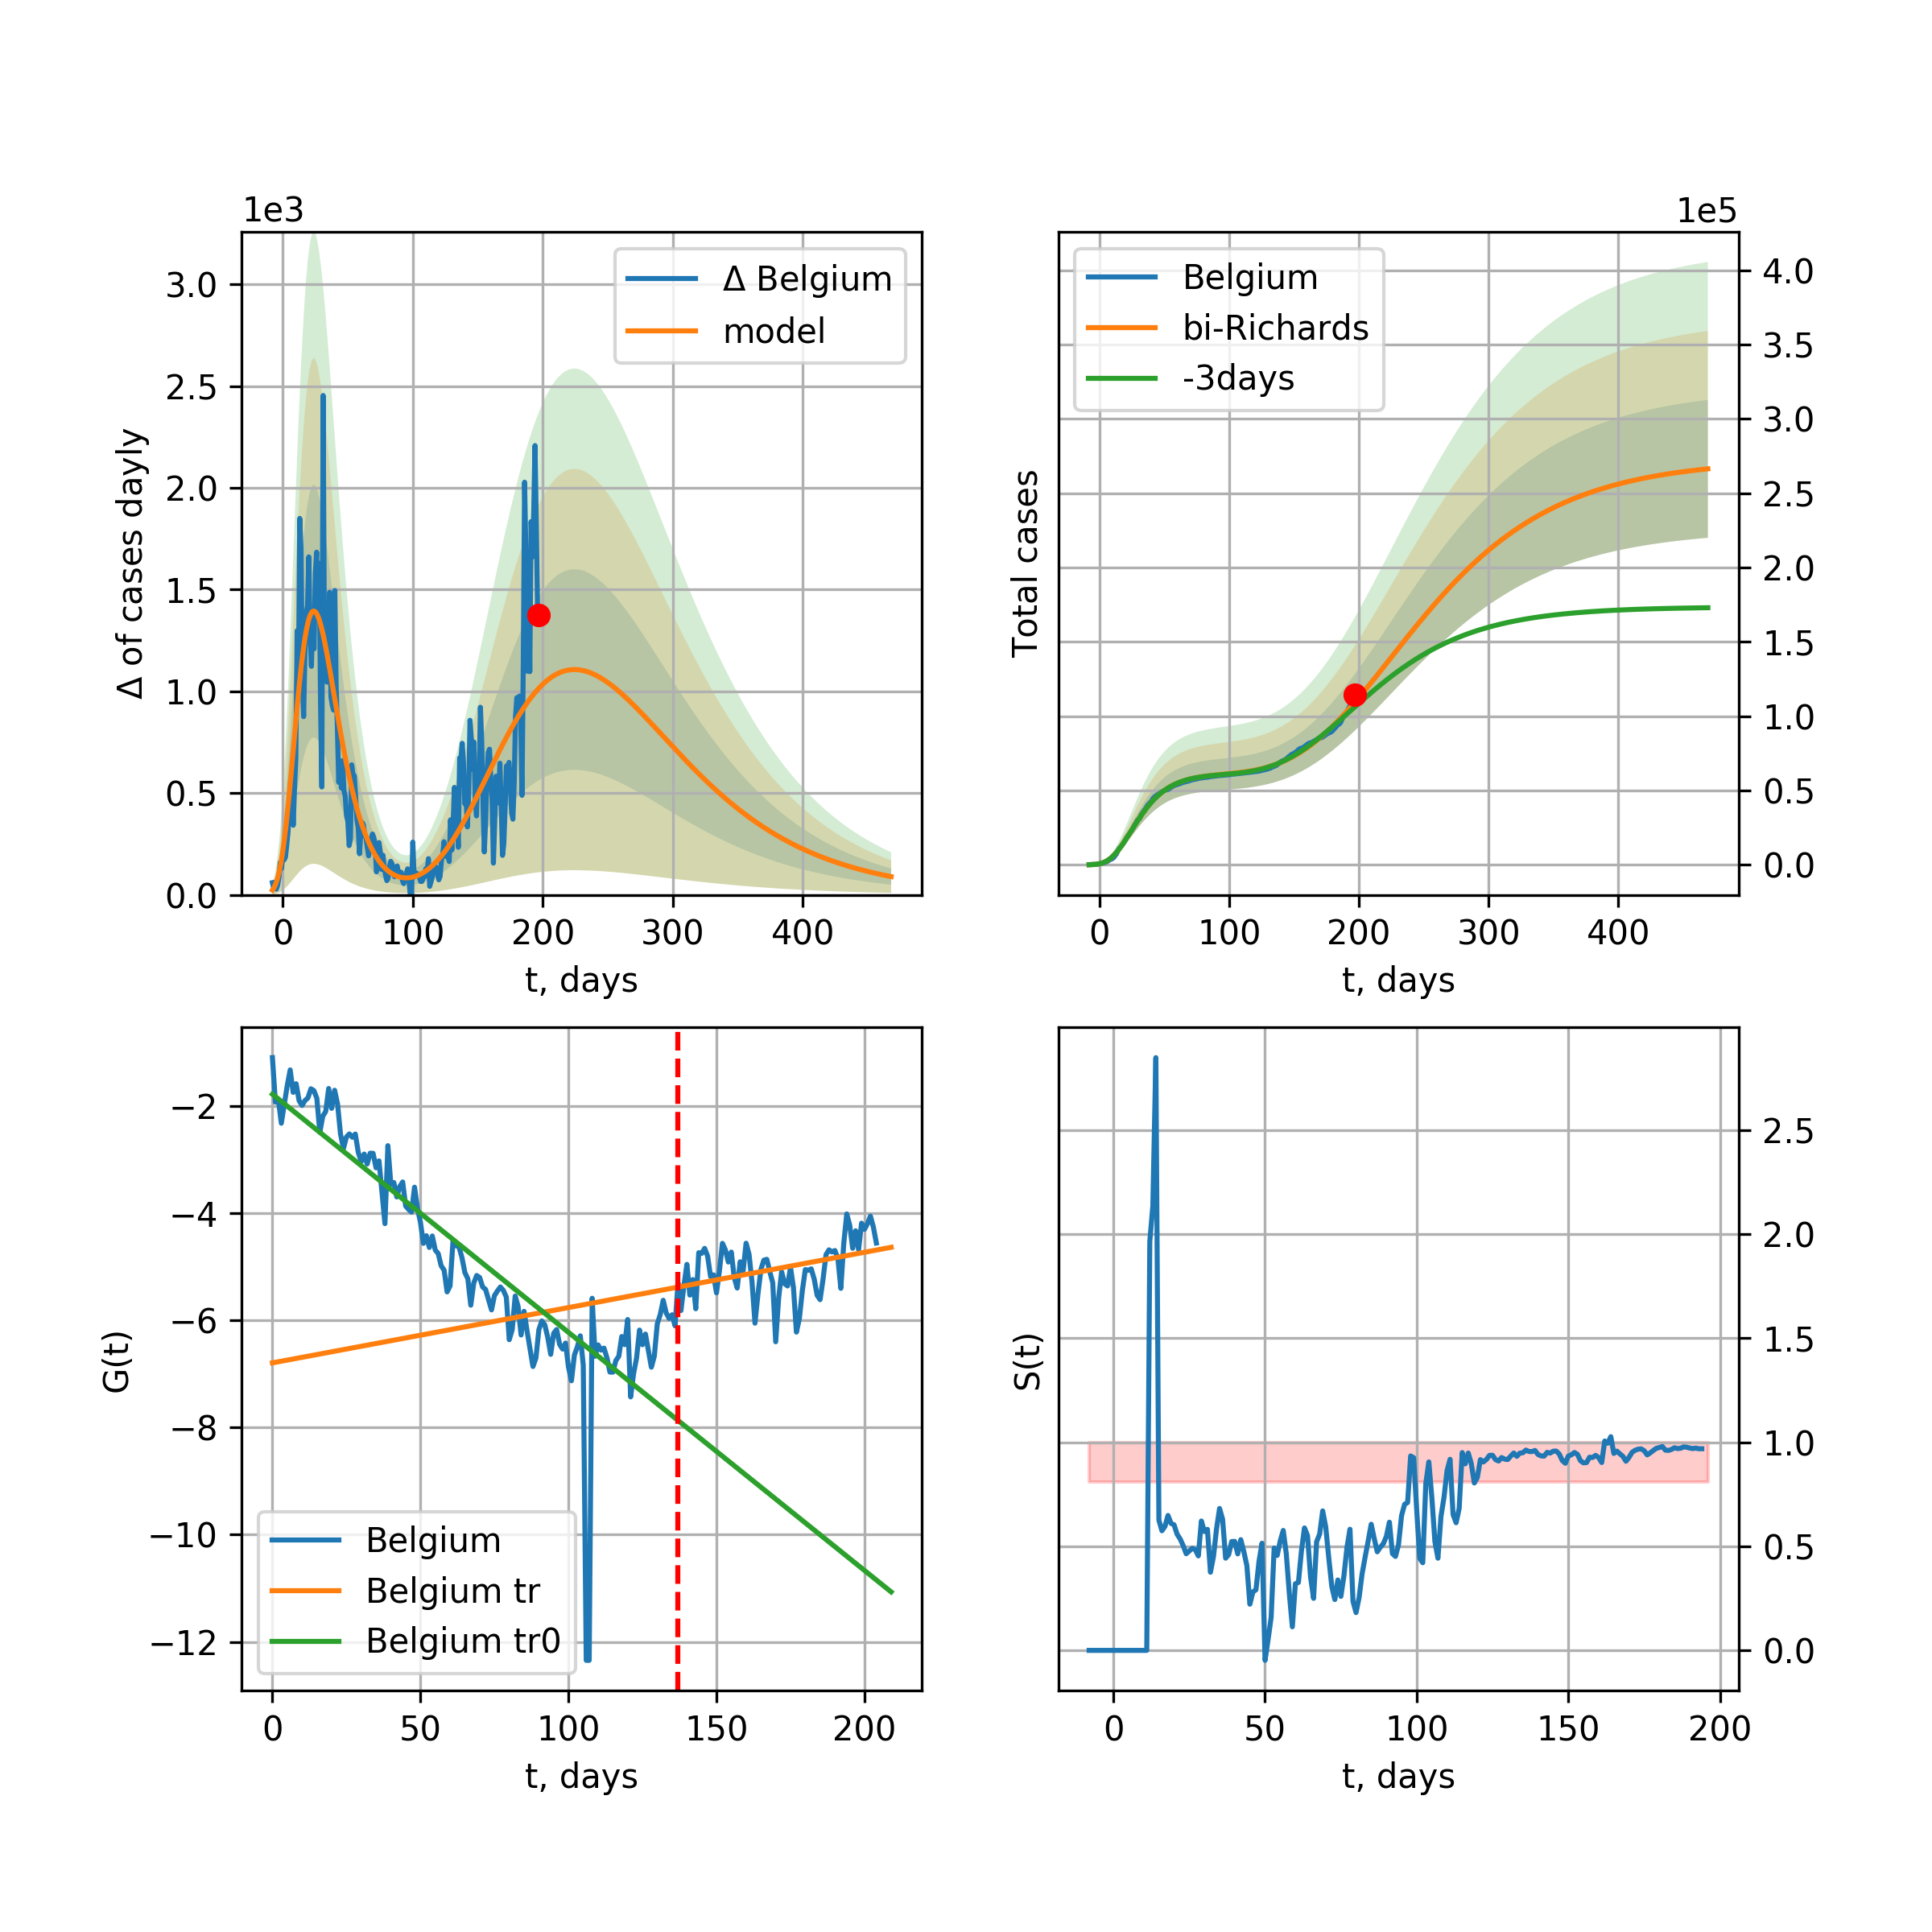 1e3
3.0
2.5
2.0
1.5
1.0
0.5
0.0
Δ of cases dayly
Δ Belgium
model
0
100
200
300
400
t, days
1e5
4.0
3.5
3.0
2.5
2.0
1.5
1.0
0.5
0.0
Total cases
Belgium
bi-Richards
-3days
0
100
200
300
400
t, days
−2
−4
−6
−8
−10
−12
G(t)
Belgium
Belgium tr
Belgium tr0
0
50
100
150
200
t, days
2.5
2.0
1.5
1.0
0.5
0.0
S(t)
0
50
100
150
200
t, days